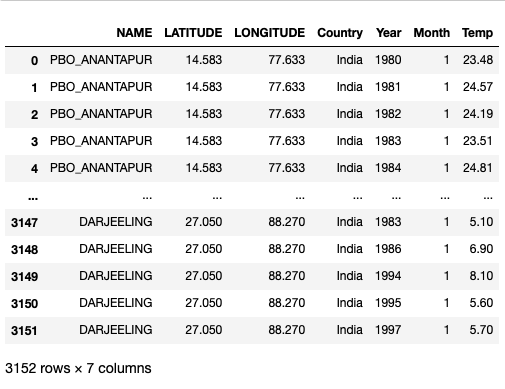 NAME LATITUDE LONGITUDE Country Year Month Temp
0 PBO_ANANTAPUR 14.583 77.633 India 1980 1 23.48
1 PBO_ANANTAPUR 14.583 77.633 India 1981 1 24.57
2 PBO_ANANTAPUR 14.583 77.633 India 1982 1 24.19
3 PBO_ANANTAPUR 14.583 77.633 India 1983 1 23.51
4 PBO_ANANTAPUR 14.583 77.633 India 1984 1 24.81
... ... ... ... ... ... ... ...
3147 DARJEELING 27.050 88.270 India 1983 1 5.10
3148 DARJEELING 27.050 88.270 India 1986 1 6.90
3149 DARJEELING 27.050 88.270 India 1994 1 8.10
3150 DARJEELING 27.050 88.270 India 1995 1 5.60
3151 DARJEELING 27.050 88.270 India 1997 1 5.70
3152 rows × 7 columns